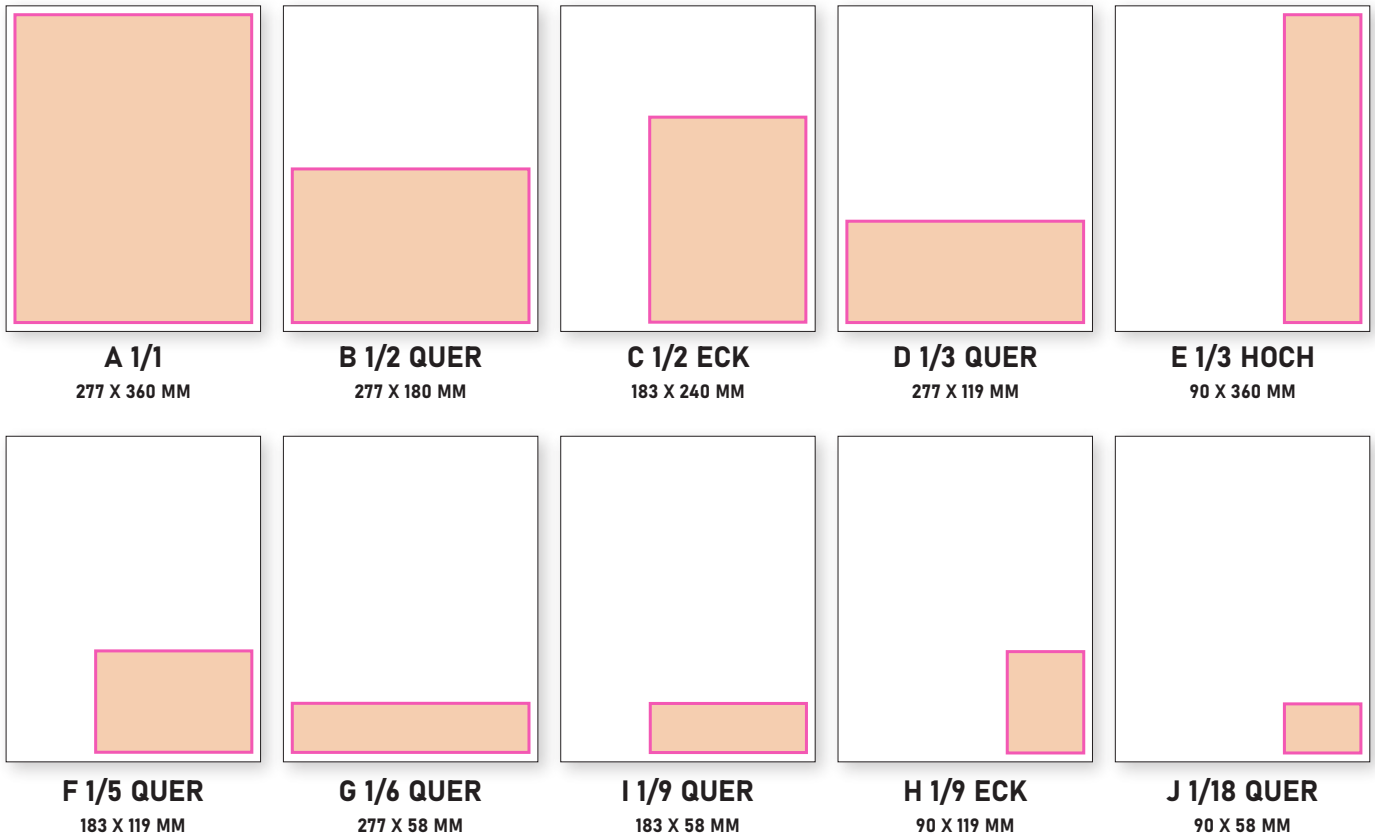 A 1/1
277 X 360 MM
B 1/2 QUER
277 X 180 MM
C 1/2 ECK
183 X 240 MM
D 1/3 QUER
277 X 119 MM
E 1/3 HOCH
90 X 360 MM
F 1/5 QUER
183 X 119 MM
G 1/6 QUER
277 X 58 MM
I 1/9 QUER
183 X 58 MM
H 1/9 ECK
90 X 119 MM
J 1/18 QUER
90 X 58 MM